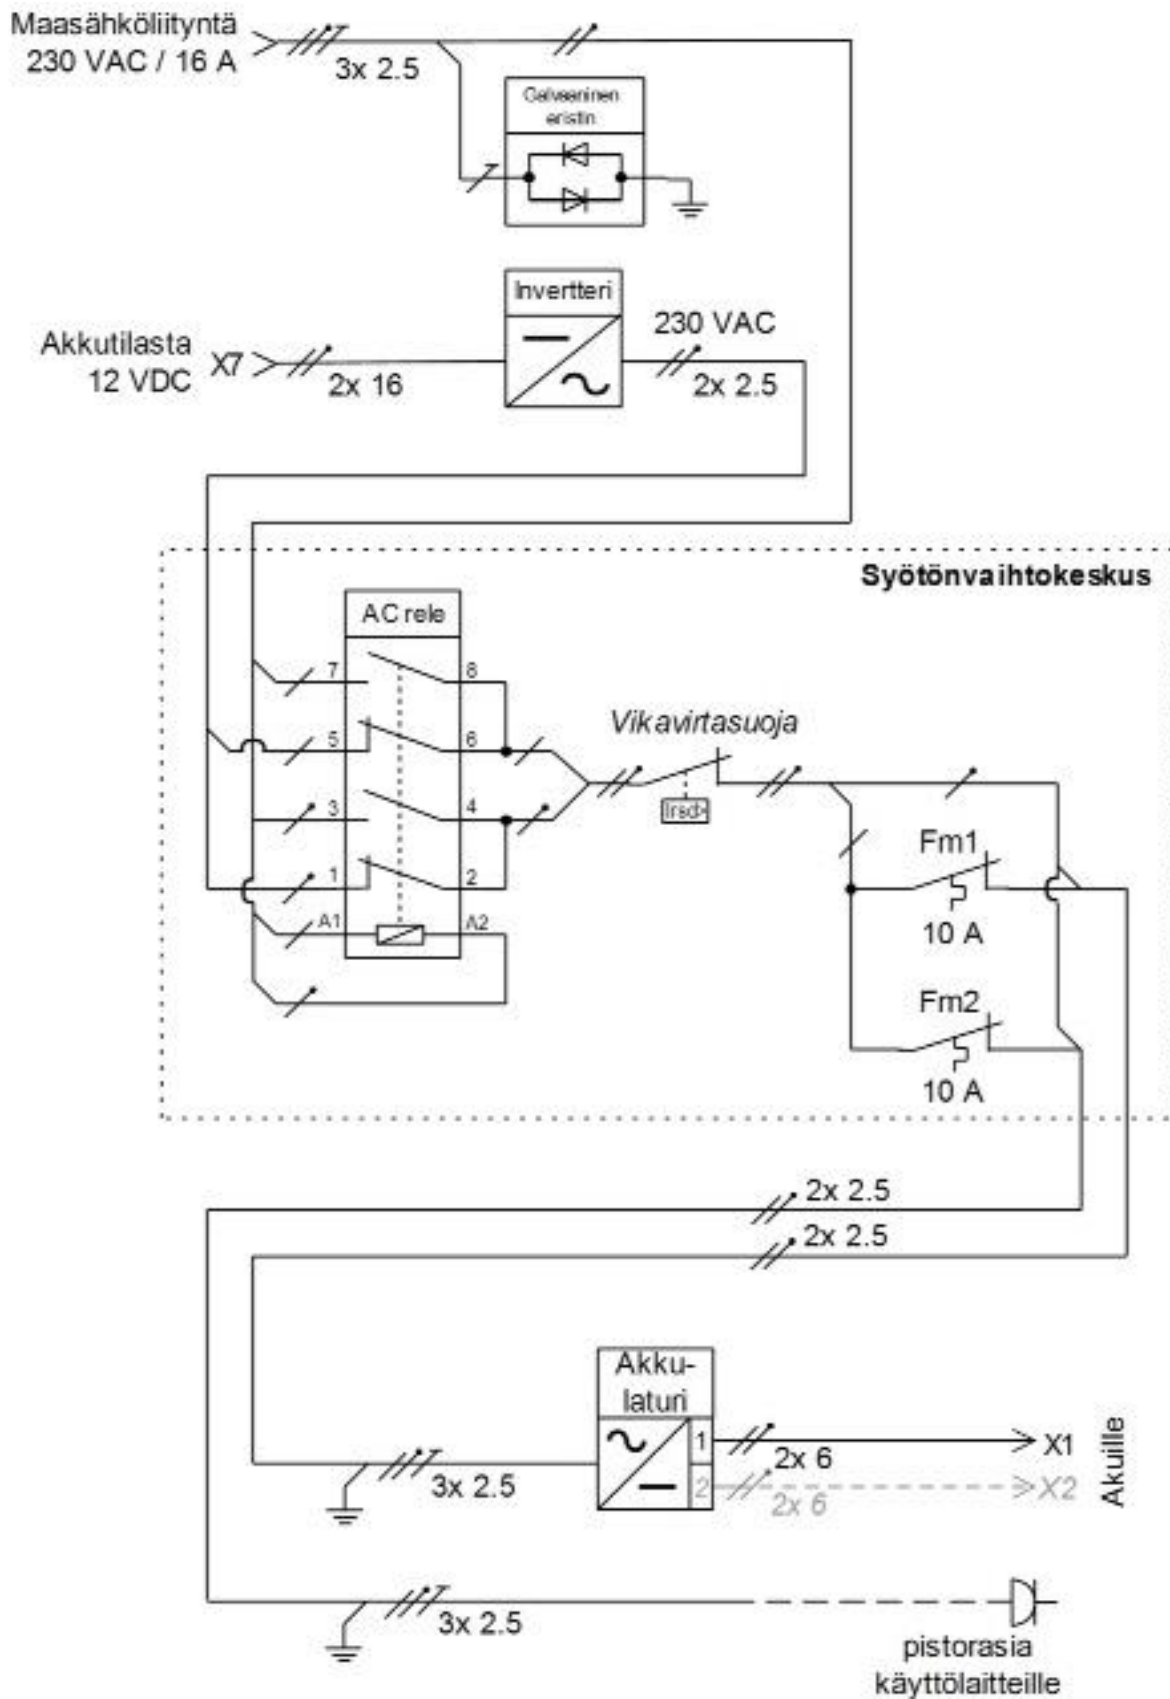 Maasähköliityntä
230 VAC / 16 A
3x 2.5
Galvaaninen
eristin
Invertteri
230 VAC
Akkutilasta
12 VDC
X7
2x 16
2x 2.5
Syötönvaihtokeskus
AC rele
7
8
5
6
Vikavirtasuoja
3
4
Irsd>
Fm1
1
2
A1
A2
10 A
Fm2
10 A
2x 2.5
2x 2.5
Akku-
laturi
1
X1
2x 6
2
X2
2x 6
Akuille
3x 2.5
3x 2.5
pistorasia
käyttölaitteille